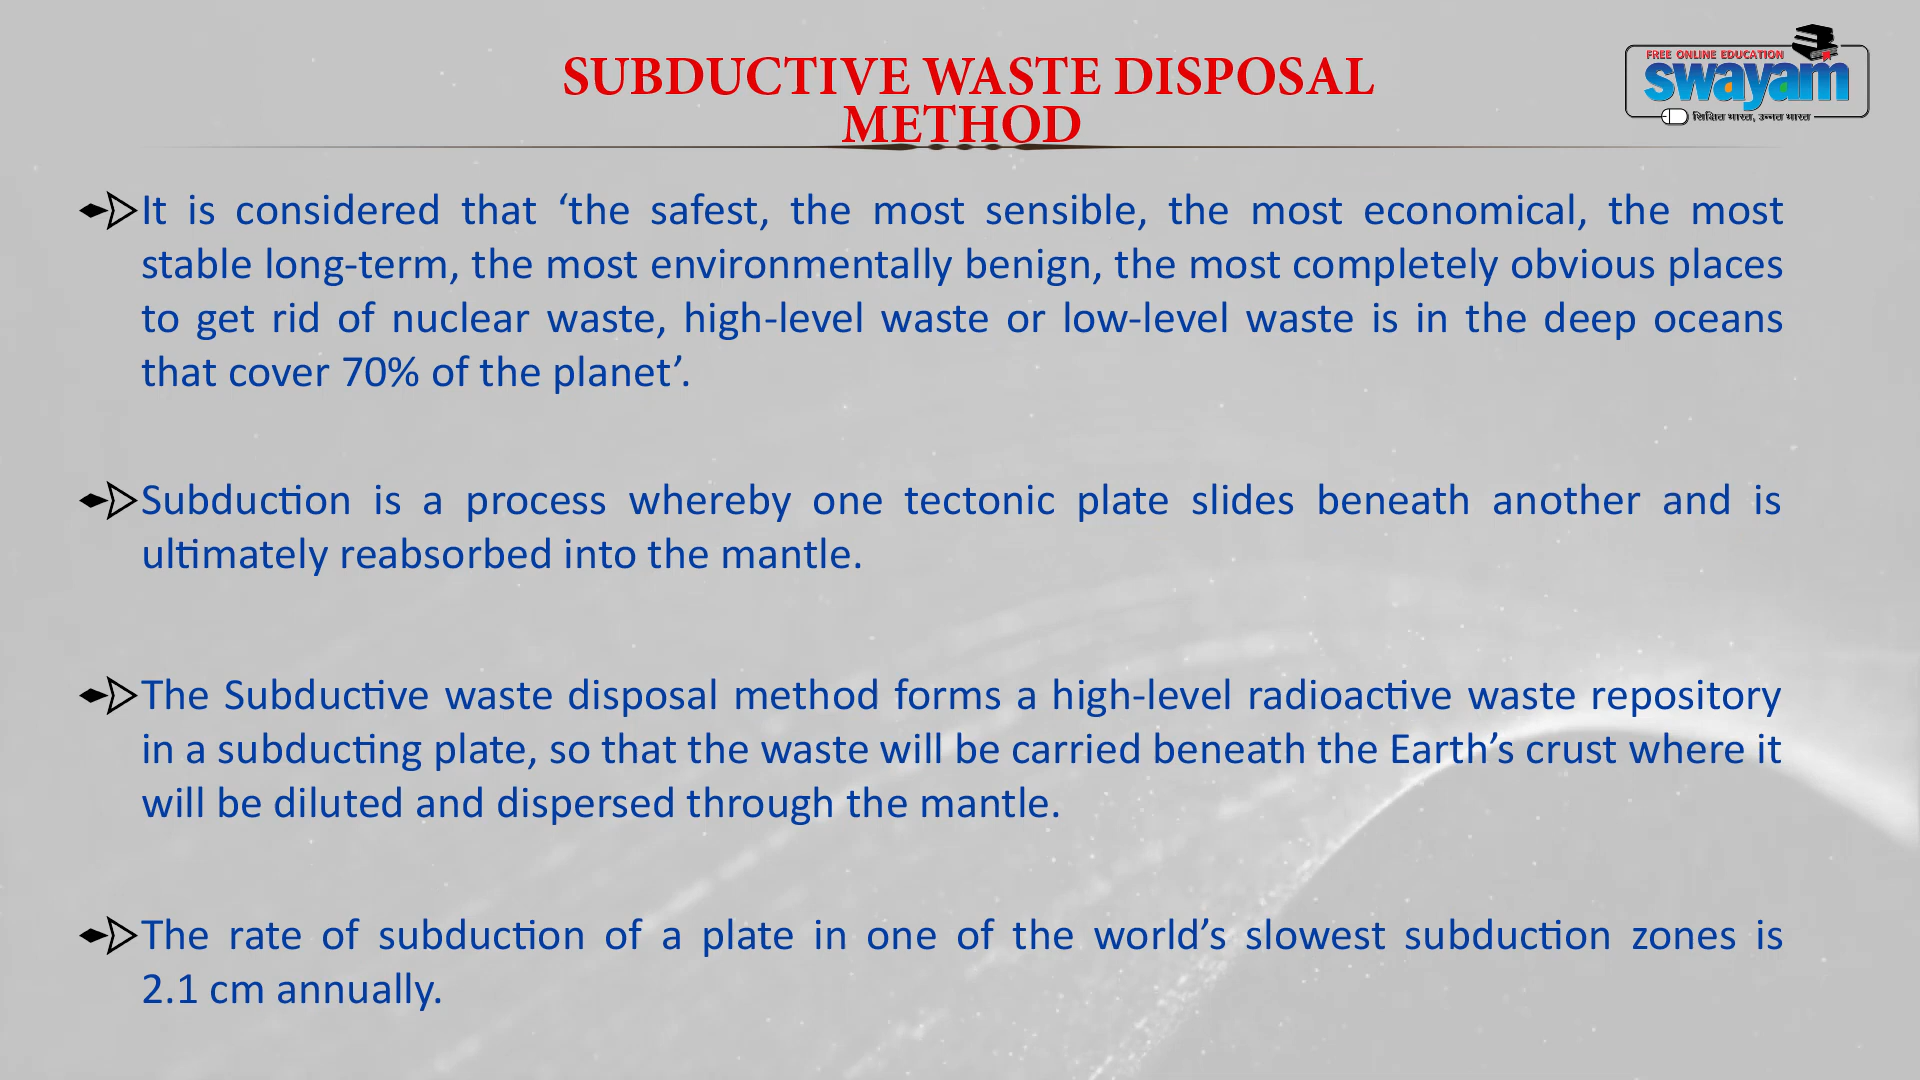 SUBDUCTIVE WASTE DISPOSAL
METHOD
FREE ONLINE EDUCATION
swayam
शिक्षित भारत, उन्नत भारत
It is considered that ‘the safest, the most sensible, the most economical, the most
stable long-term, the most environmentally benign, the most completely obvious places
to get rid of nuclear waste, high-level waste or low-level waste is in the deep oceans
that cover 70% of the planet’.
Subduction is a process whereby one tectonic plate slides beneath another and is
ultimately reabsorbed into the mantle.
The Subductive waste disposal method forms a high-level radioactive waste repository
in a subducting plate, so that the waste will be carried beneath the Earth’s crust where it
will be diluted and dispersed through the mantle.
The rate of subduction of a plate in one of the world’s slowest subduction zones is
2.1 cm annually.